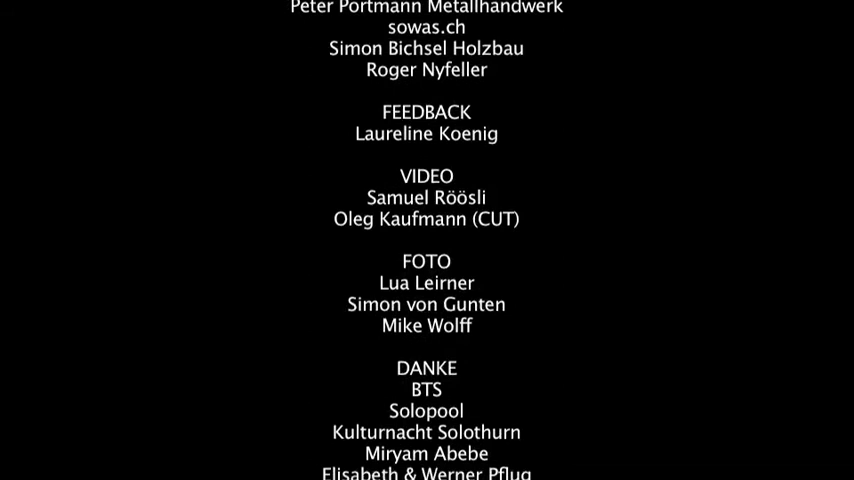 Peter Portmann Metallhandwerk
sowas.ch
Simon Bichsel Holzbau
Roger Nyfeller
FEEDBACK
Laureline Koenig
VIDEO
Samuel Röösli
Oleg Kaufmann (CUT)
FOTO
Lua Leirner
Simon von Gunten
Mike Wolff
DANKE
BTS
Solopool
Kulturnacht Solothurn
Miryam Abebe
Elisabeth & Werner Pflug